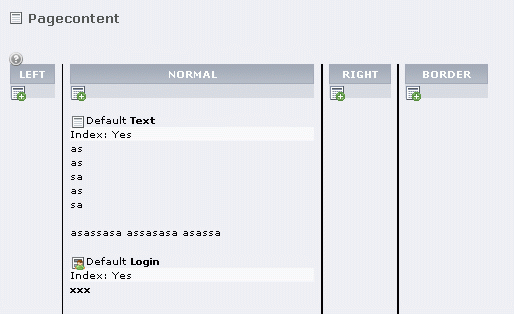 Pagecontent
LEFT NORMAL RIGHT BORDER
Default Text
Index: Yes
as
as
sa
as
sa
asassasa assasasa asassa
Default Login
Index: Yes
xxx